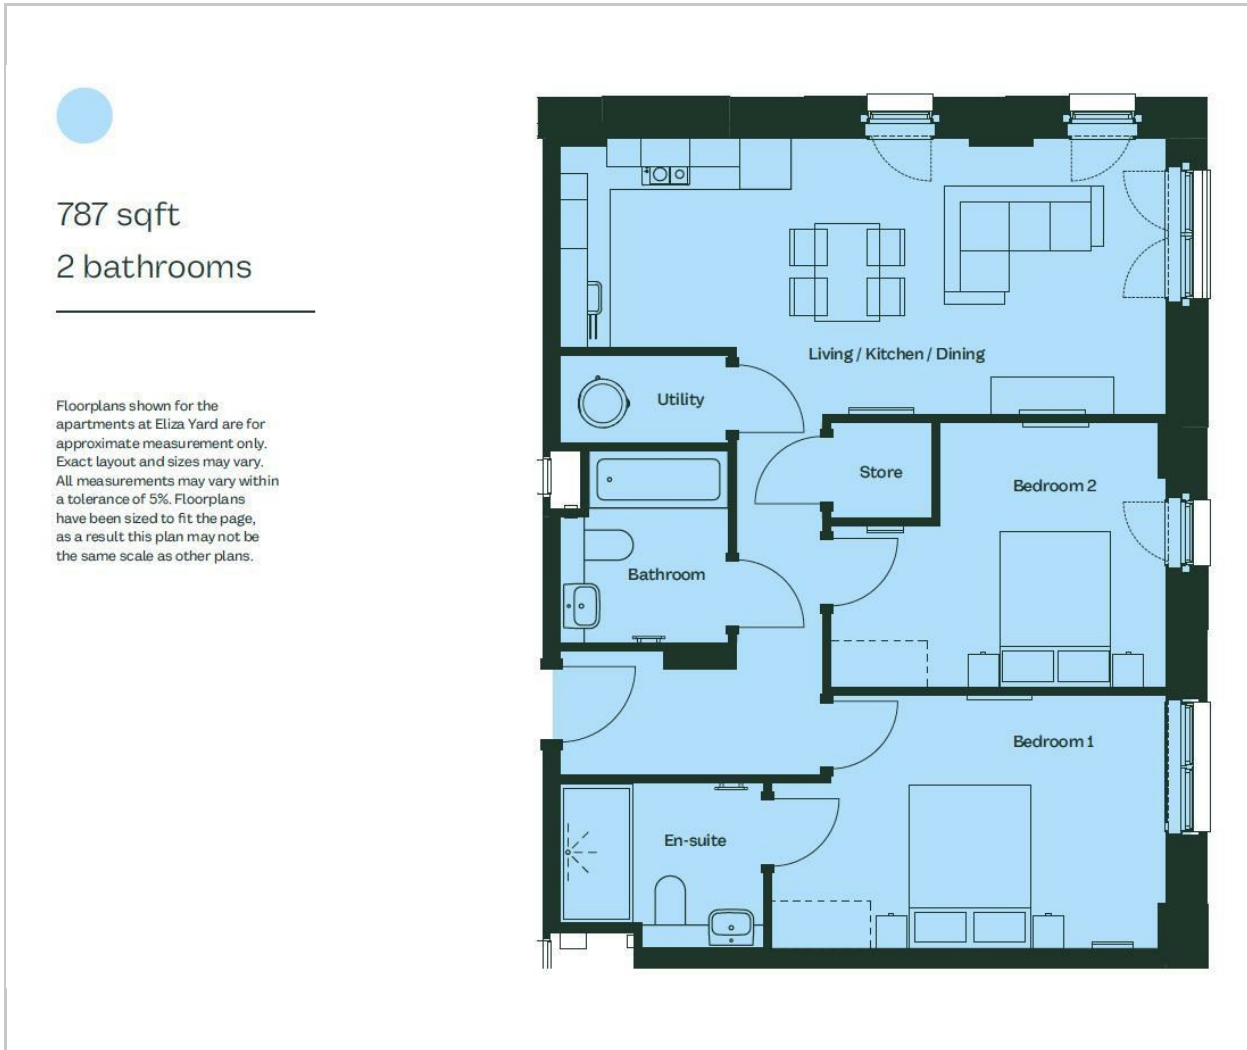 787 sqft
2 bathrooms
Floorplans shown for the
apartments at Eliza Yard are for
approximate measurement only.
Exact layout and sizes may vary.
All measurements may vary within
a tolerance of 5%. Floorplans
have been sized to fit the page,
as a result this plan may not be
the same scale as other plans.
Living / Kitchen / Dining
Utility
Store
Bedroom 2
Bathroom
Bedroom 1
En-suite